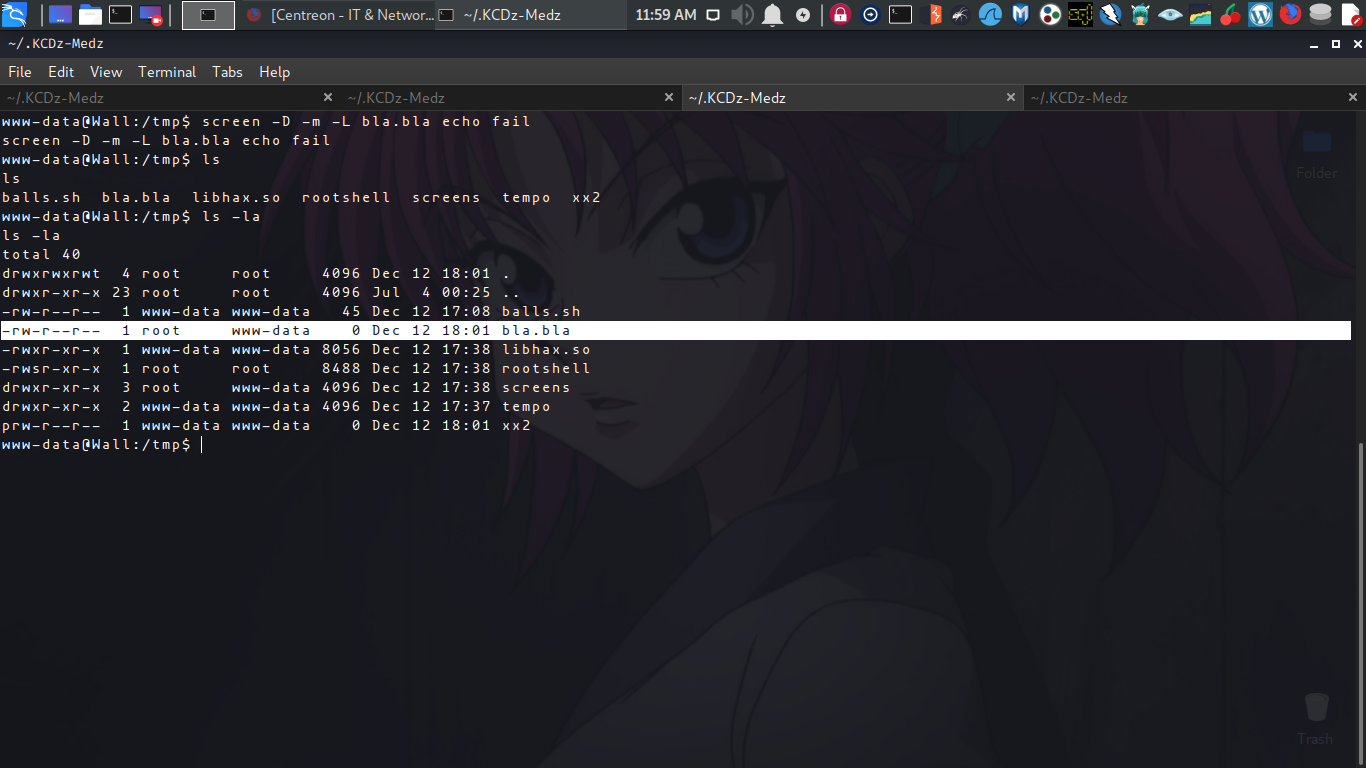 [Centreon - IT & Networ... ~/.KCDz-Medz 11:59 AM
~/.KCDz-Medz
File Edit View Terminal Tabs Help
~/.KCDz-Medz ~/.KCDz-Medz ~/.KCDz-Medz ~/.KCDz-Medz
www-data@Wall:/tmp$ screen -D -m -L bla.bla echo fail
screen -D -m -L bla.bla echo fail
www-data@Wall:/tmp$ ls
ls
balls.sh bla.bla libhax.so rootshell screens tempo xx2
www-data@Wall:/tmp$ ls -la
ls -la
total 40
drwxrwxrwt 4 root root 4096 Dec 12 18:01 .
drwxr-xr-x 23 root root 4096 Jul 4 00:25 ..
-rw-r--r-- 1 www-data www-data 45 Dec 12 17:08 balls.sh
-rw-r--r-- 1 root www-data 0 Dec 12 18:01 bla.bla
-rwxr-xr-x 1 www-data www-data 8056 Dec 12 17:38 libhax.so
-rwsr-xr-x 1 root root 8488 Dec 12 17:38 rootshell
drwxr-xr-x 3 root www-data 4096 Dec 12 17:38 screens
drwxr-xr-x 2 www-data www-data 4096 Dec 12 17:37 tempo
prw-r--r-- 1 www-data www-data 0 Dec 12 18:01 xx2
www-data@Wall:/tmp$
Folder
Trash